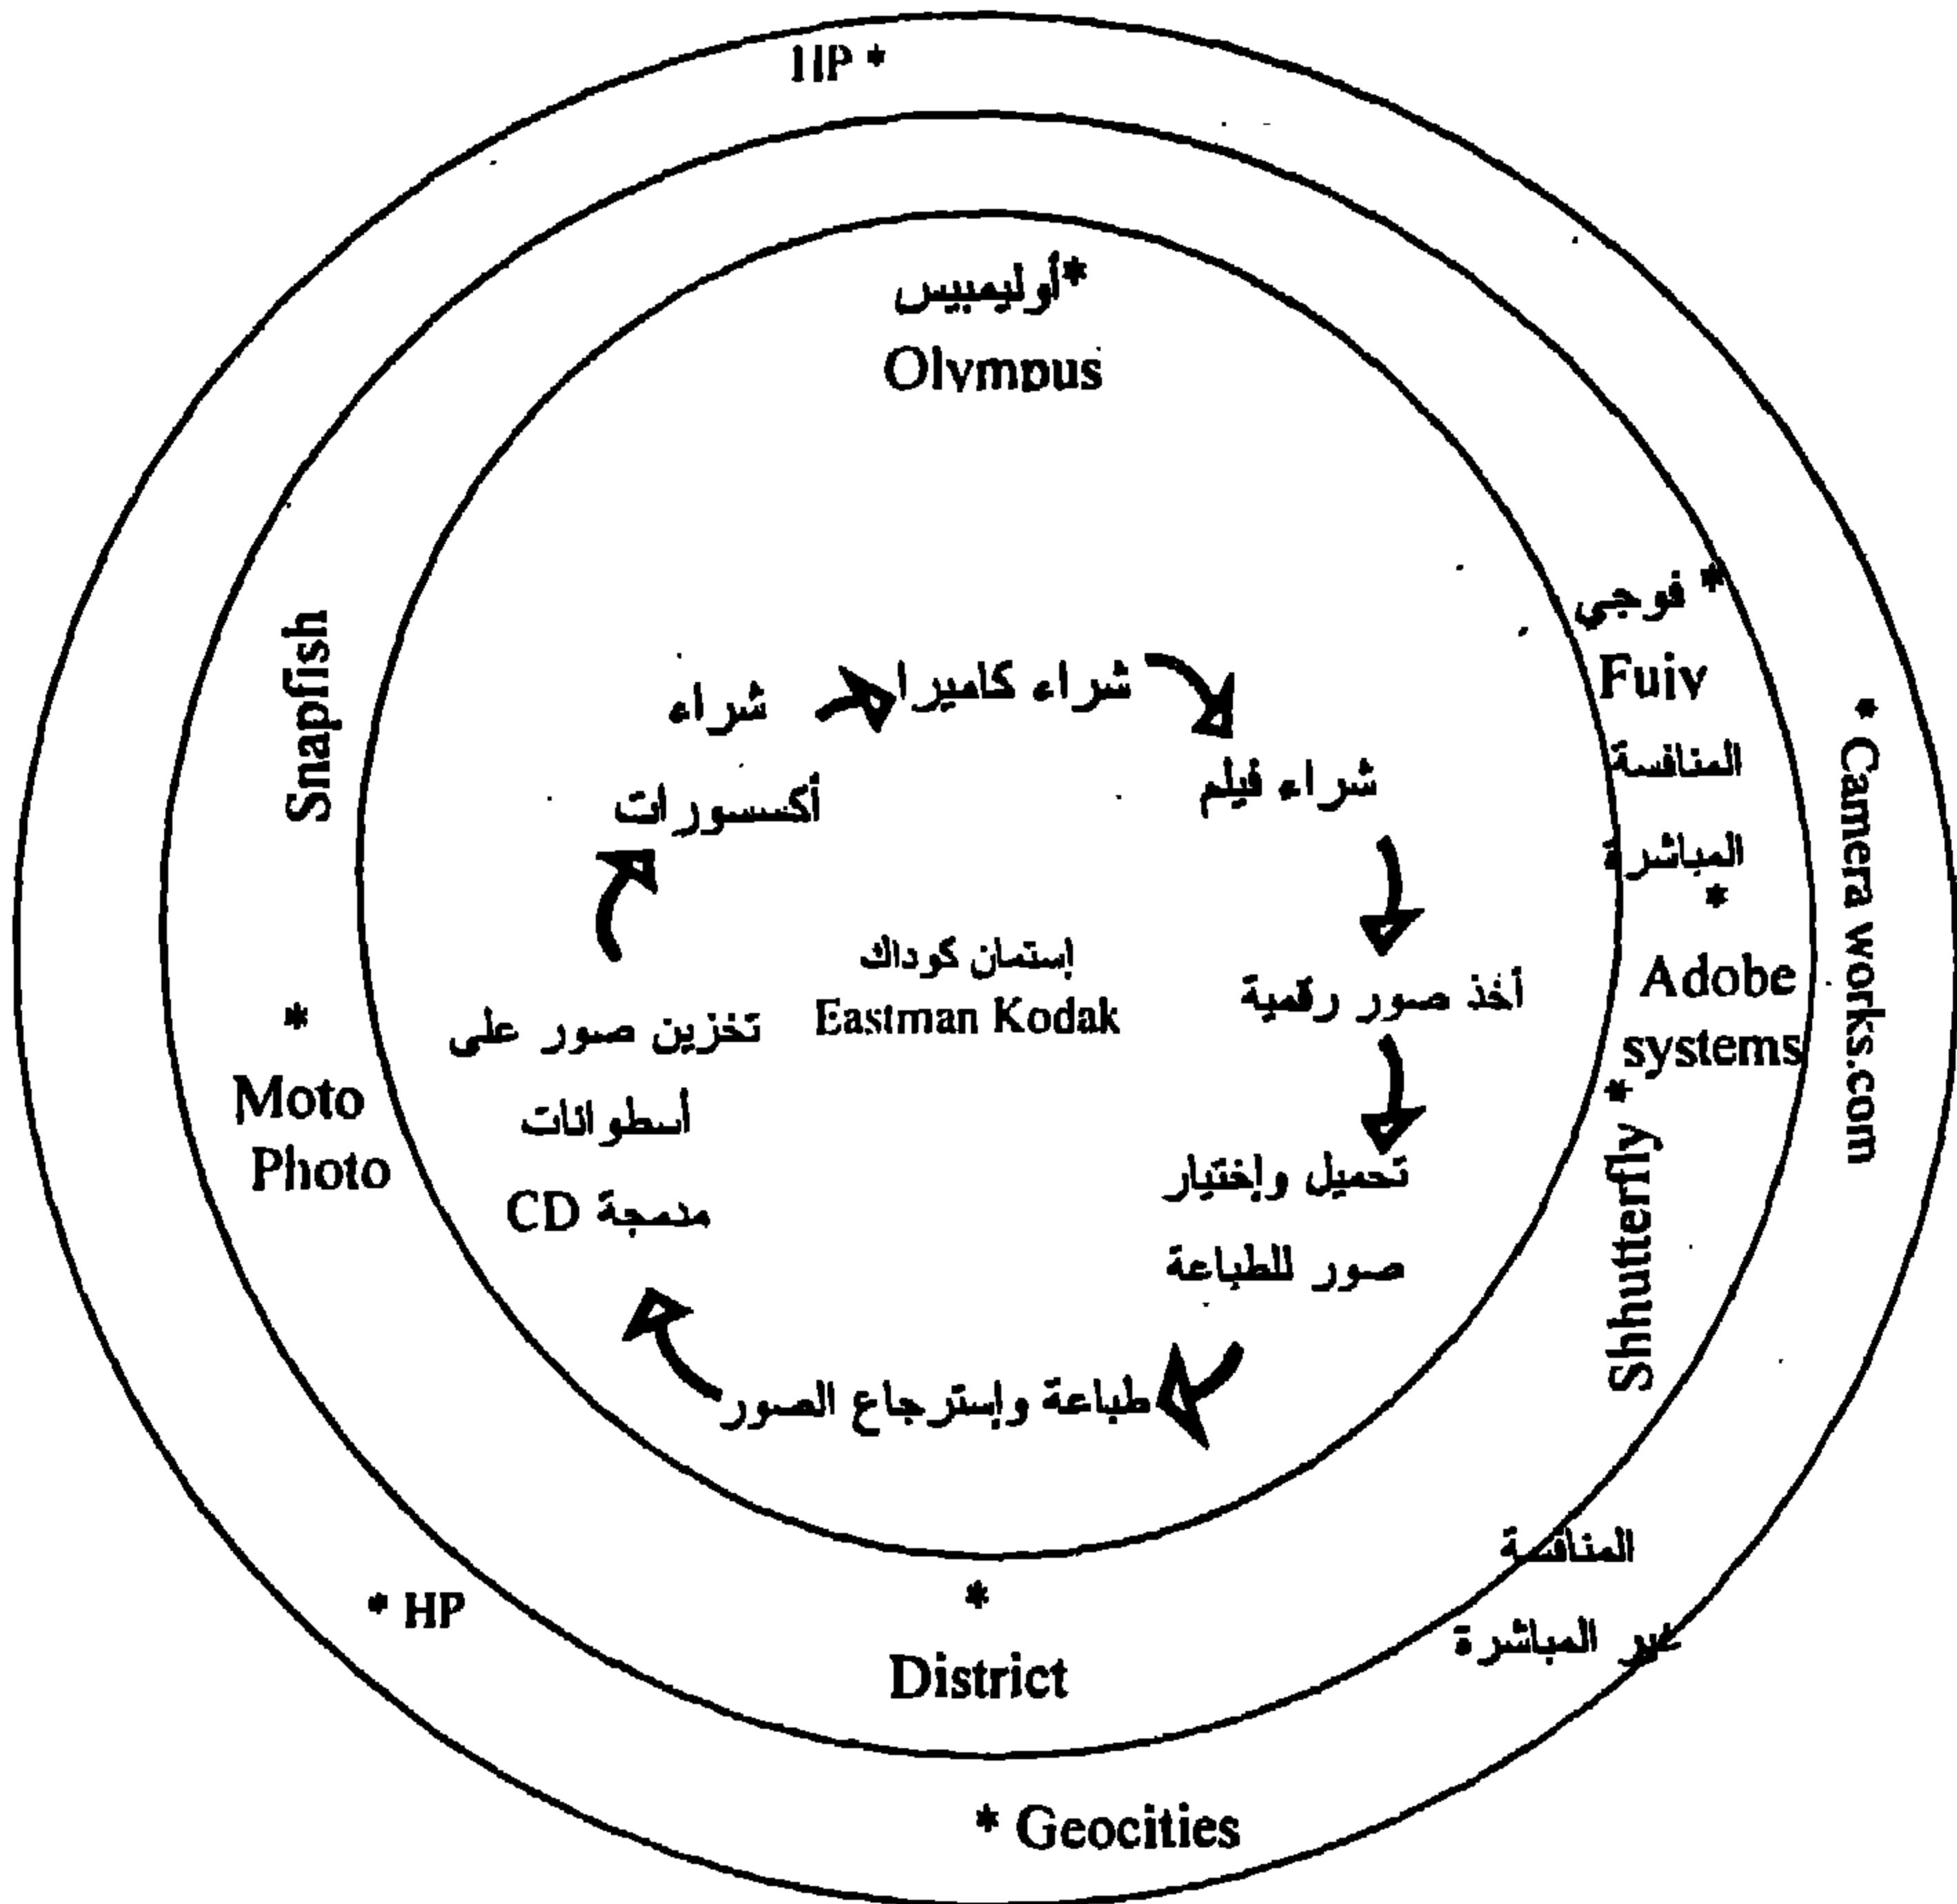 HP *
*أوليمبيس
Olympus
* فوجي
Fuiy
المنافسة
المباشرة
*
Adobe
systems
* Shhuterfly
* Camera works.com
Snapfish
*
Moto
Photo
شراء كاميرا
شراء فيلم
أخذ صور رقمية
تحميل وإختيار
صور للطباعة
طباعة وإسترجاع الصور
تخزين صور على
أسطوانات
مدمجة CD
شراء
أكسسورات
إستمان كوداك
Eastman Kodak
*
District
المنافسة
غير المباشرة
* HP
* Geocities